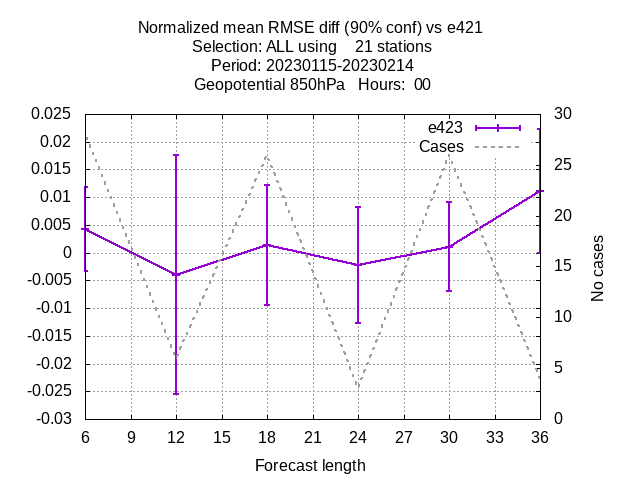 Normalized mean RMSE diff (90% conf) vs e421
Selection: ALL using    21 stations
Period: 20230115-20230214
Geopotential 850hPa   Hours:  00
0.025
0.02
0.015
0.01
0.005
0
-0.005
-0.01
-0.015
-0.02
-0.025
-0.03
e423
Cases
30
25
20
15
10
5
0
No cases
6 9 12 15 18 21 24 27 30 33 36
Forecast length